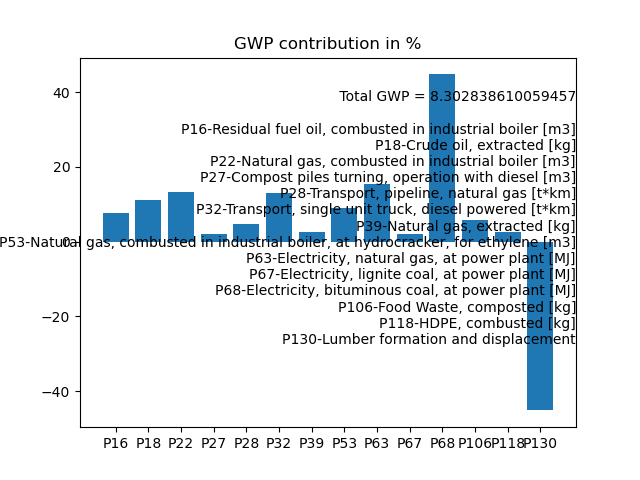 GWP contribution in %
40
20
0
−20
−40
Total GWP = 8.302838610059457
P16-Residual fuel oil, combusted in industrial boiler [m3]
P18-Crude oil, extracted [kg]
P22-Natural gas, combusted in industrial boiler [m3]
P27-Compost piles turning, operation with diesel [m3]
P28-Transport, pipeline, natural gas [t*km]
P32-Transport, single unit truck, diesel powered [t*km]
P39-Natural gas, extracted [kg]
P53-Natural gas, combusted in industrial boiler, at hydrocracker, for ethylene [m3]
P63-Electricity, natural gas, at power plant [MJ]
P67-Electricity, lignite coal, at power plant [MJ]
P68-Electricity, bituminous coal, at power plant [MJ]
P106-Food Waste, composted [kg]
P118-HDPE, combusted [kg]
P130-Lumber formation and displacement
P16 P18 P22 P27 P28 P32 P39 P53 P63 P67 P68 P106 P118 P130